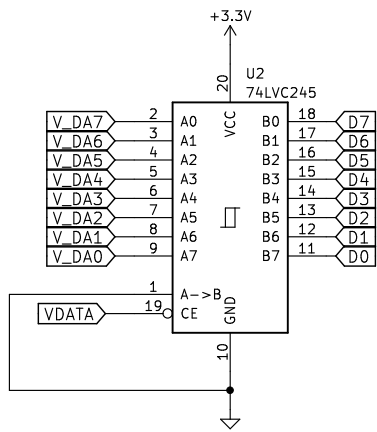 +3.3V
20
U2
74LVC245
VCC
V_DA7 2 A0 B0 18 D7
V_DA6 3 A1 B1 17 D6
V_DA5 4 A2 B2 16 D5
V_DA4 5 A3 B3 15 D4
V_DA3 6 A4 B4 14 D3
V_DA2 7 A5 B5 13 D2
V_DA1 8 A6 B6 12 D1
V_DA0 9 A7 B7 11 D0
1 A->B
VDATA 19 CE
GND
10